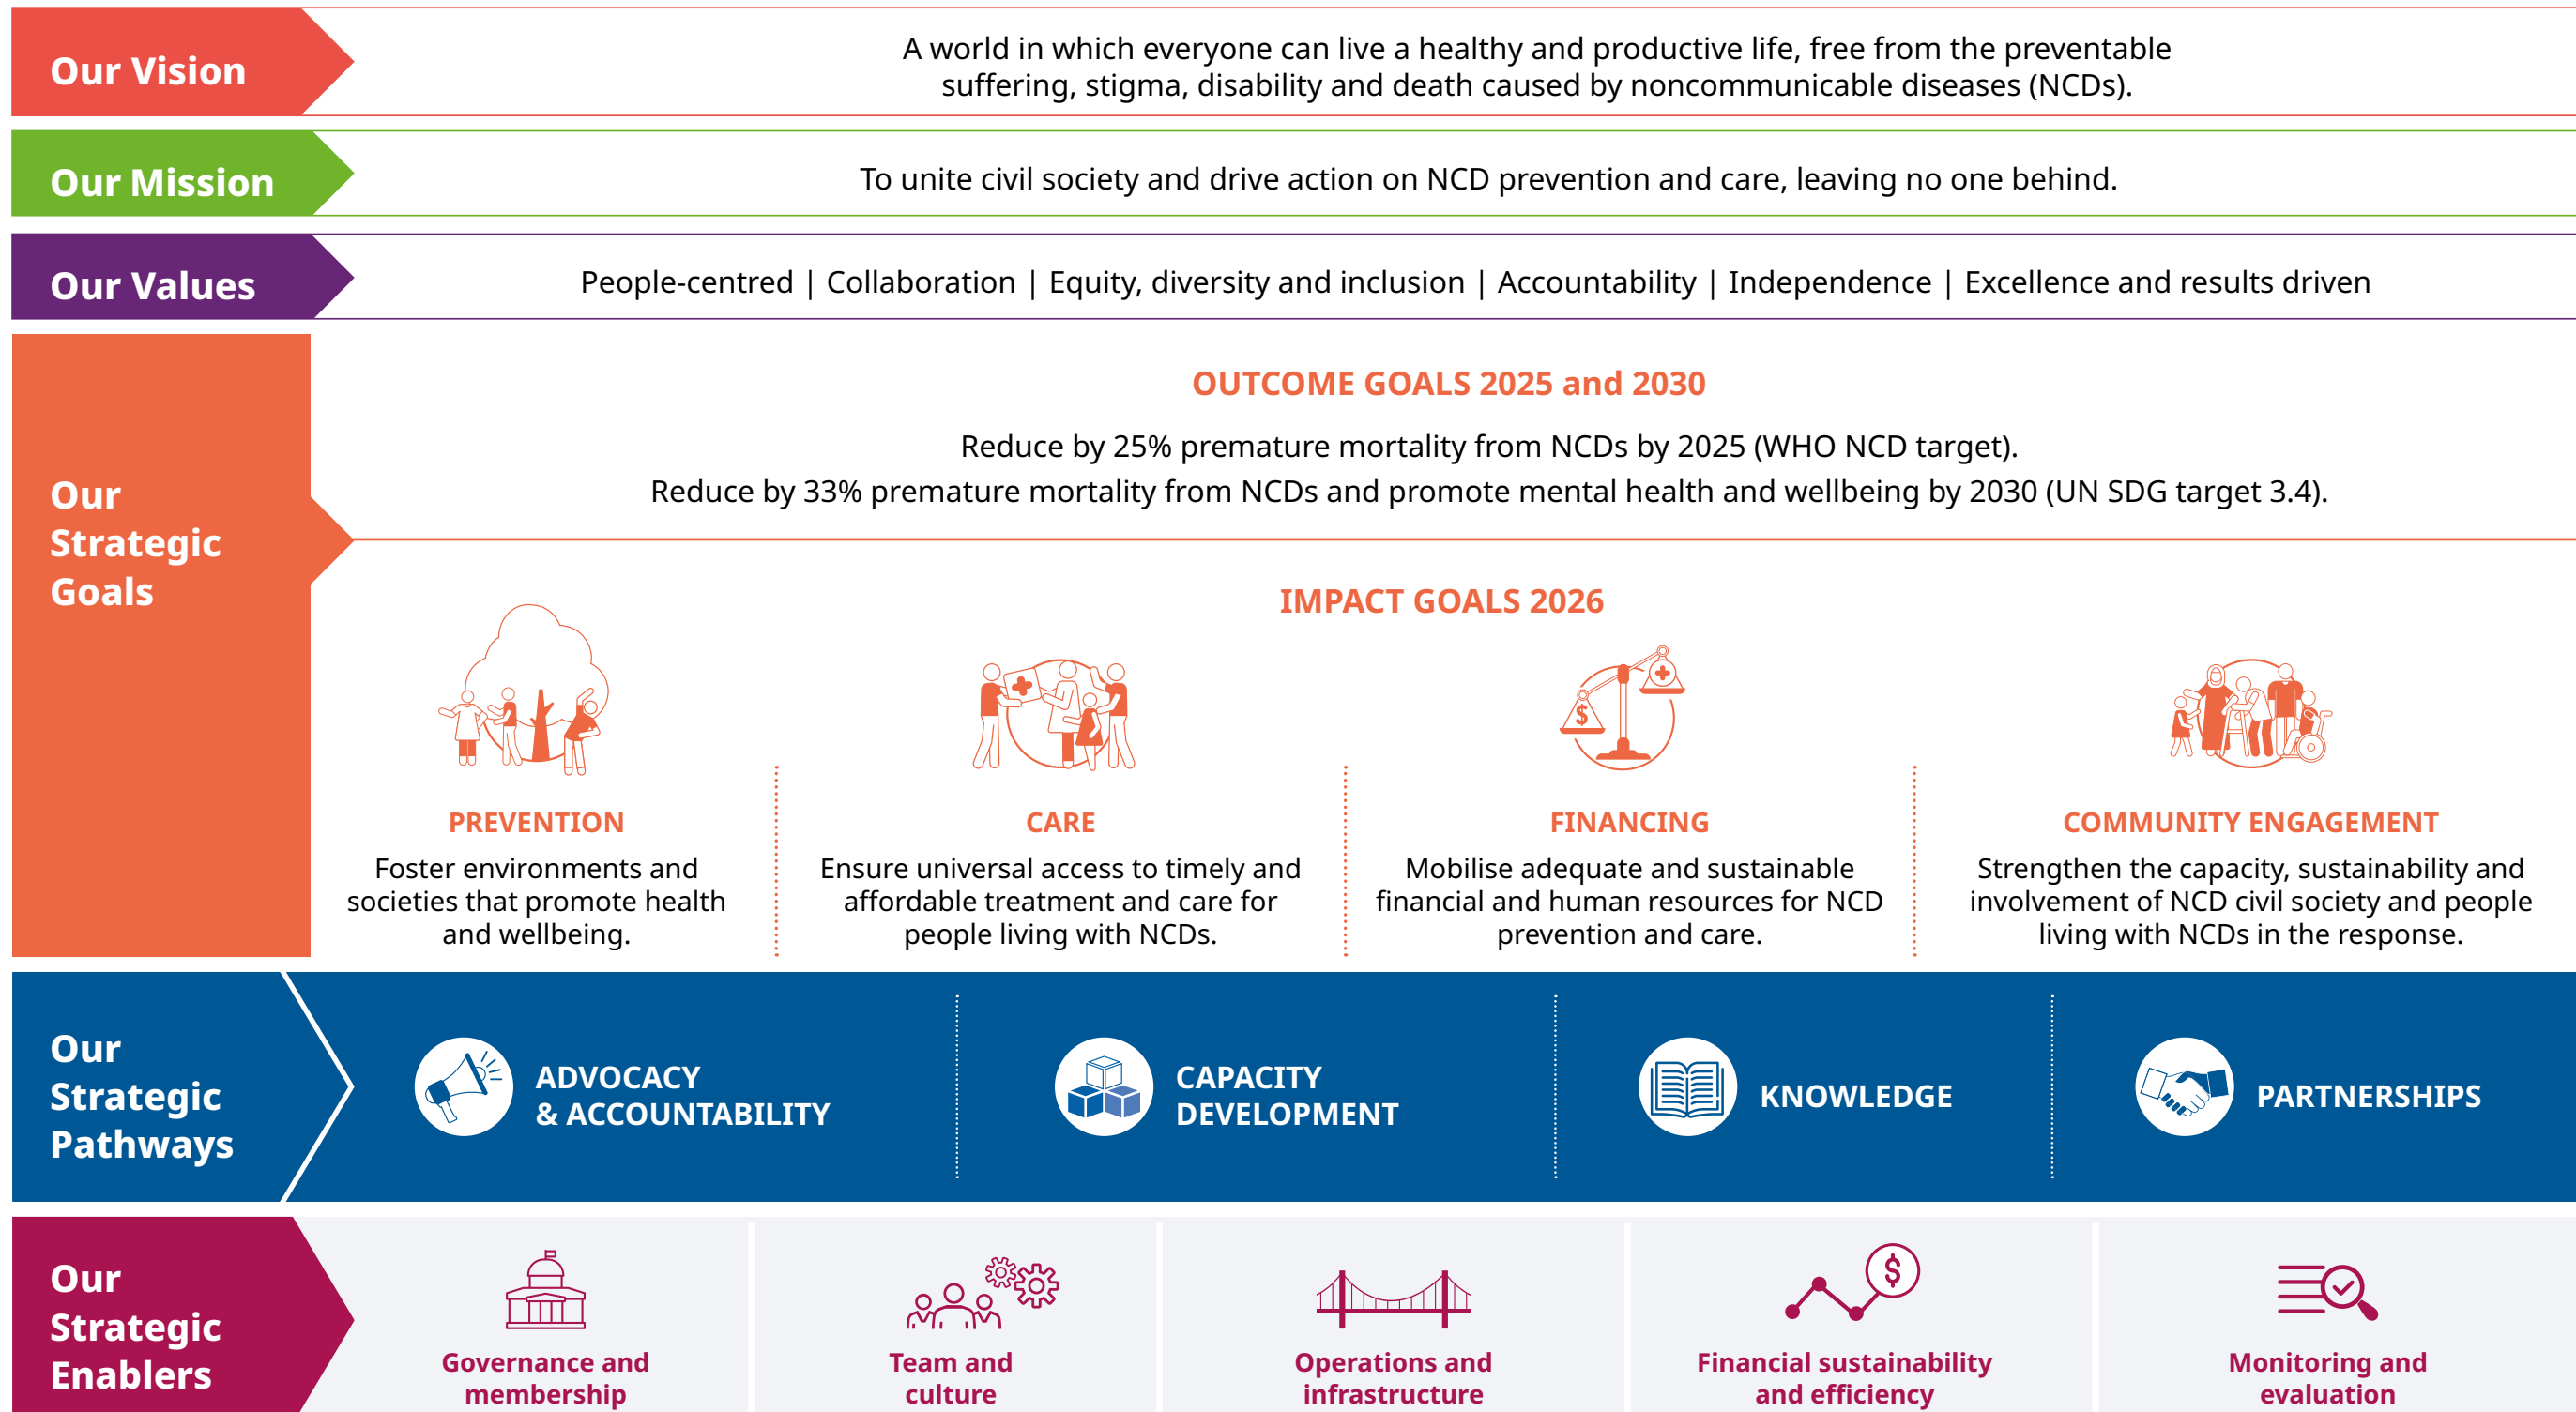 Our Vision
A world in which everyone can live a healthy and productive life, free from the preventable
suffering, stigma, disability and death caused by noncommunicable diseases (NCDs).
Our Mission
To unite civil society and drive action on NCD prevention and care, leaving no one behind.
Our Values
People-centred | Collaboration | Equity, diversity and inclusion | Accountability | Independence | Excellence and results driven
Our
Strategic
Goals
OUTCOME GOALS 2025 and 2030
Reduce by 25% premature mortality from NCDs by 2025 (WHO NCD target).
Reduce by 33% premature mortality from NCDs and promote mental health and wellbeing by 2030 (UN SDG target 3.4).
IMPACT GOALS 2026
$
PREVENTION
Foster environments and
societies that promote health
and wellbeing.
CARE
Ensure universal access to timely and
affordable treatment and care for
people living with NCDs.
FINANCING
Mobilise adequate and sustainable
financial and human resources for NCD
prevention and care.
COMMUNITY ENGAGEMENT
Strengthen the capacity, sustainability and
involvement of NCD civil society and people
living with NCDs in the response.
Our
Strategic
Pathways
ADVOCACY
& ACCOUNTABILITY
CAPACITY
DEVELOPMENT
KNOWLEDGE
PARTNERSHIPS
Our
Strategic
Enablers
Governance and
membership
Team and
culture
Operations and
infrastructure
$
Financial sustainability
and efficiency
Monitoring and
evaluation